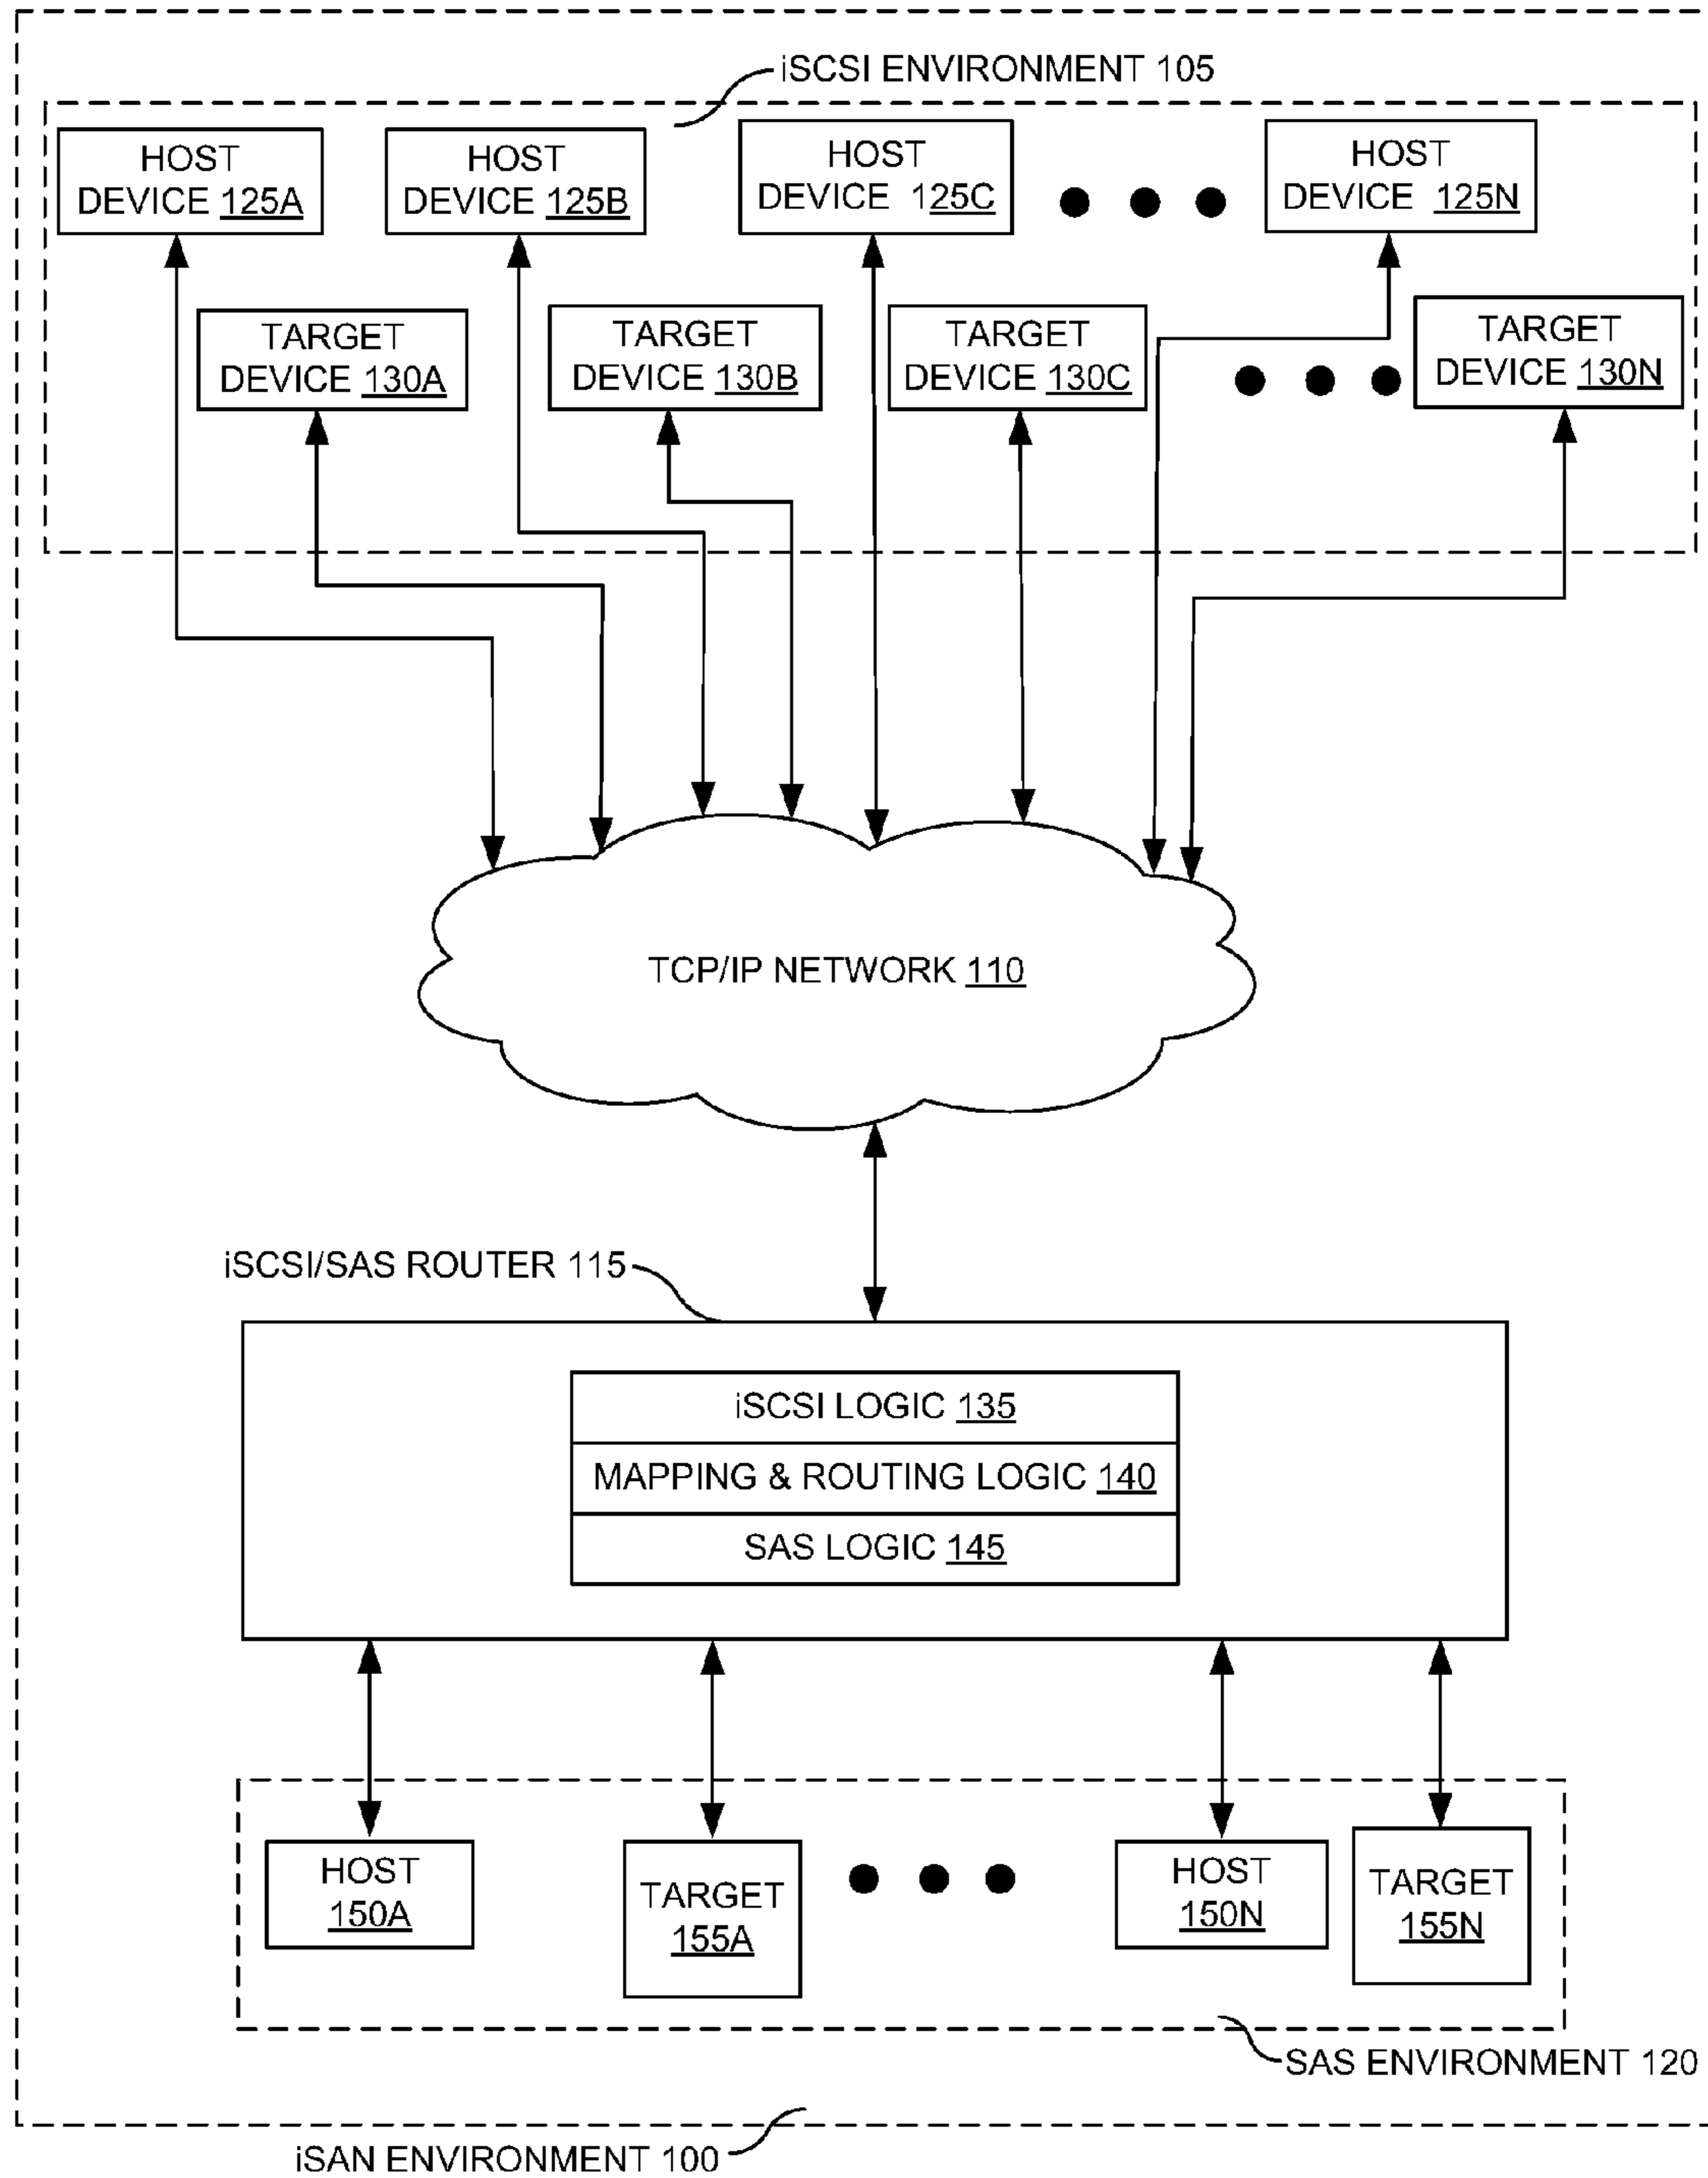 iSCSI ENVIRONMENT 105
HOST
DEVICE 125A
HOST
DEVICE 125B
HOST
DEVICE 125C
HOST
DEVICE 125N
TARGET
DEVICE 130A
TARGET
DEVICE 130B
TARGET
DEVICE 130C
TARGET
DEVICE 130N
TCP/IP NETWORK 110
iSCSI/SAS ROUTER 115
iSCSI LOGIC 135
MAPPING & ROUTING LOGIC 140
SAS LOGIC 145
HOST
150A
TARGET
155A
HOST
150N
TARGET
155N
SAS ENVIRONMENT 120
iSAN ENVIRONMENT 100